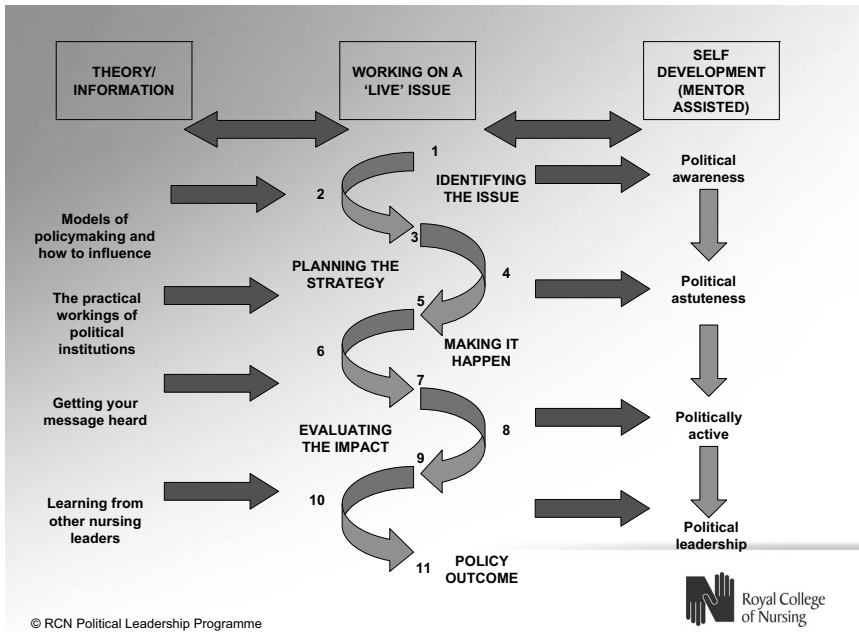 THEORY/
INFORMATION
WORKING ON A
‘LIVE’ ISSUE
SELF
DEVELOPMENT
(MENTOR
ASSISTED)
1
IDENTIFYING
THE ISSUE
Political
awareness
2
Models of
policymaking and
how to influence
3
PLANNING THE
STRATEGY
4
Political
astuteness
The practical
workings of
political
institutions
5
MAKING IT
HAPPEN
6
7
Getting your
message heard
EVALUATING
THE IMPACT
8
Politically
active
9
10
Learning from
other nursing
leaders
11
POLICY
OUTCOME
Political
leadership
Royal College
of Nursing
© RCN Political Leadership Programme